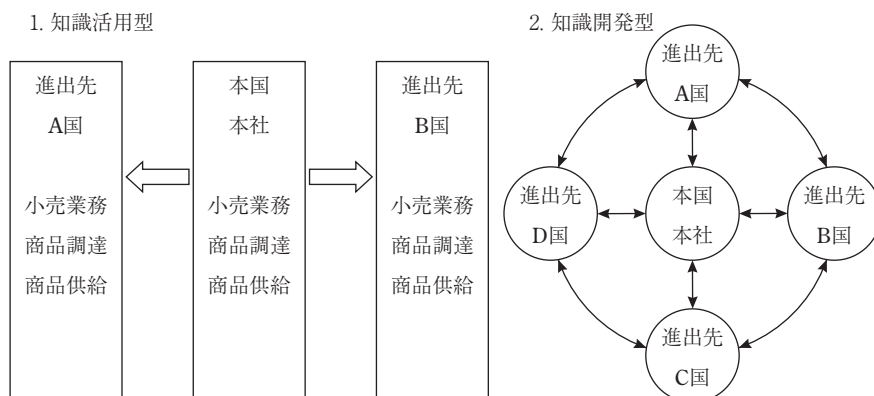 1. 知識活用型
進出先
A国
小売業務
商品調達
商品供給
本国
本社
小売業務
商品調達
商品供給
進出先
B国
小売業務
商品調達
商品供給
2. 知識開発型
進出先
A国
進出先
D国
本国
本社
進出先
B国
進出先
C国